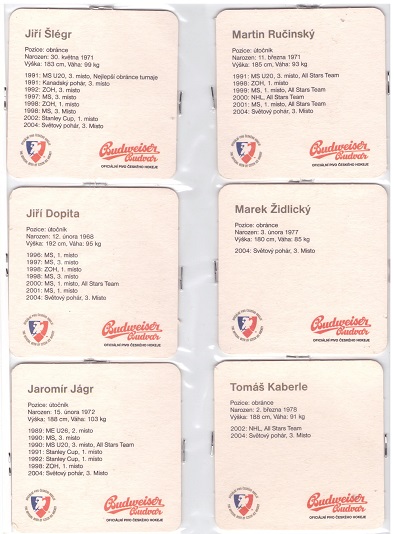 Jiří Šlégr
Pozice: obránce
Narozen: 30. května 1971
Výška: 183 cm, Váha: 99 kg
1991: MS U20, 3. místo, Nejlepší obránce turnaje
1991: Kanadský pohár, 3. místo
1992: ZOH, 3. místo
1997: MS, 3. místo
1998: ZOH, 1. místo
1998: MS, 3. Místo
2002: Stanley Cup, 1. místo
2004: Světový pohár, 3. Místo
Budweiser
Budvar
OFICIÁLNÍ PIVO ČESKÉHO HOKEJE
Martin Ručinský
Pozice: útočník
Narozen: 11. března 1971
Výška: 185 cm, Váha: 93 kg
1991: MS U20, 3. místo, All Stars Team
1998: ZOH, 1. místo
1999: MS, 1. místo, All Stars Team
2000: NHL, All Stars Team
2001: MS, 1. místo
2004: Světový pohár, 3. Místo
Budweiser
Budvar
OFICIÁLNÍ PIVO ČESKÉHO HOKEJE
Jiří Dopita
Pozice: útočník
Narozen: 12. února 1968
Výška: 192 cm, Váha: 95 kg
1996: MS, 1. místo
1997: MS, 3. místo
1998: ZOH, 1. místo
1998: MS, 3. místo
2000: MS, 1. místo, All Stars Team
2001: MS, 1. místo
2004: Světový pohár, 3. Místo
Budweiser
Budvar
OFICIÁLNÍ PIVO ČESKÉHO HOKEJE
Marek Židlický
Pozice: obránce
Narozen: 3. února 1977
Výška: 180 cm, Váha: 85 kg
2004: Světový pohár, 3. Místo
Budweiser
Budvar
OFICIÁLNÍ PIVO ČESKÉHO HOKEJE
Jaromír Jágr
Pozice: útočník
Narozen: 15. února 1972
Výška: 188 cm, Váha: 103 kg
1989: ME U26, 2. místo
1990: MS, 3. místo
1990: MS U20, 3. místo, All Stars Team
1991: Stanley Cup, 1. místo
1992: Stanley Cup, 1. místo
1998: ZOH, 1. místo
2004: Světový pohár, 3. Místo
Budweiser
Budvar
OFICIÁLNÍ PIVO ČESKÉHO HOKEJE
Tomáš Kaberle
Pozice: obránce
Narozen: 2. března 1978
Výška: 188 cm, Váha: 91 kg
2002: NHL, All Stars Team
2004: Světový pohár, 3. Místo
Budweiser
Budvar
OFICIÁLNÍ PIVO ČESKÉHO HOKEJE